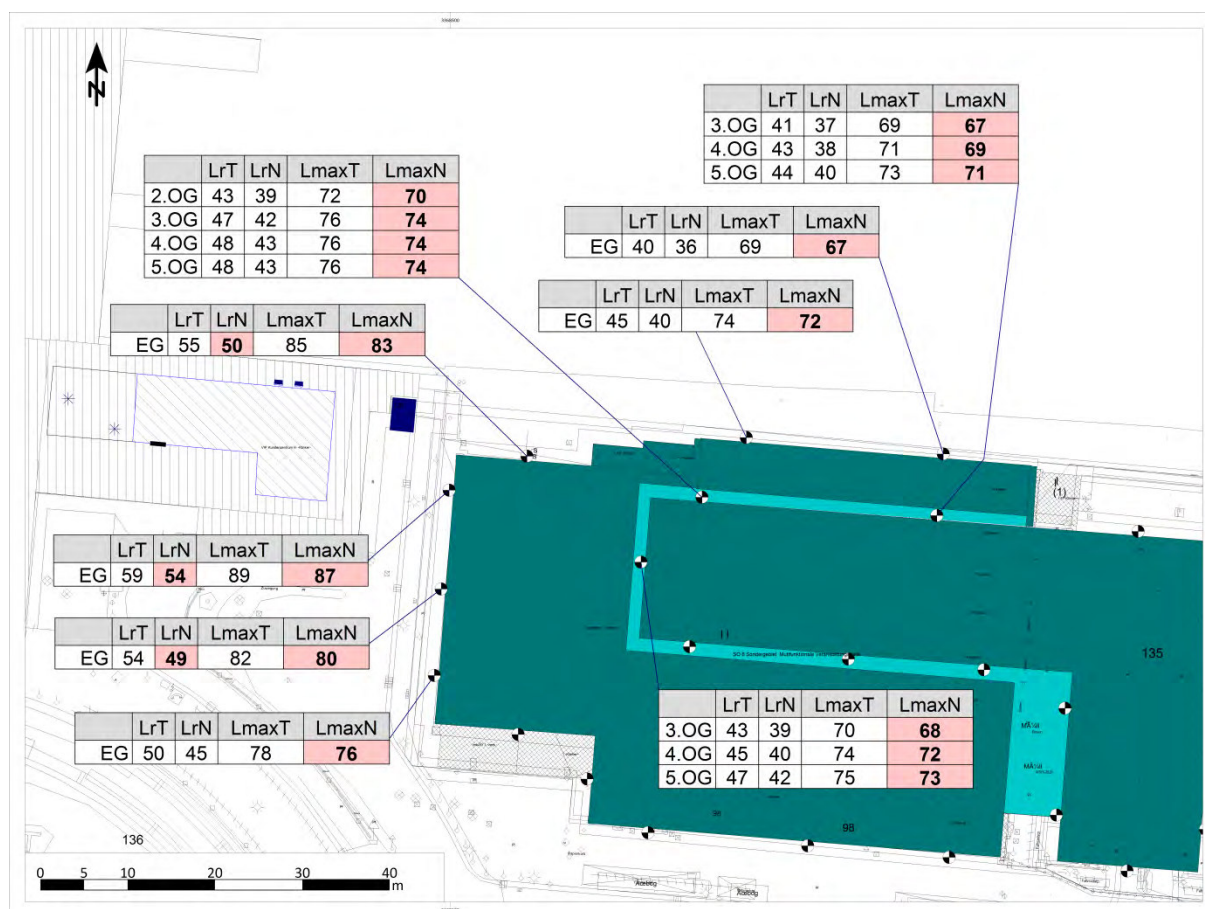 N
LrT LrN LmaxT LmaxN
3.OG 41 37 69 67
4.OG 43 38 71 69
5.OG 44 40 73 71
LrT LrN LmaxT LmaxN
2.OG 43 39 72 70
3.OG 47 42 76 74
4.OG 48 43 76 74
5.OG 48 43 76 74
LrT LrN LmaxT LmaxN
EG 40 36 69 67
LrT LrN LmaxT LmaxN
EG 45 40 74 72
LrT LrN LmaxT LmaxN
EG 55 50 85 83
(1)
LrT LrN LmaxT LmaxN
EG 59 54 89 87
LrT LrN LmaxT LmaxN
EG 54 49 82 80
135
LrT LrN LmaxT LmaxN
3.OG 43 39 70 68
4.OG 45 40 74 72
5.OG 47 42 75 73
LrT LrN LmaxT LmaxN
EG 50 45 78 76
98
136
0 5 10 20 30 40
m